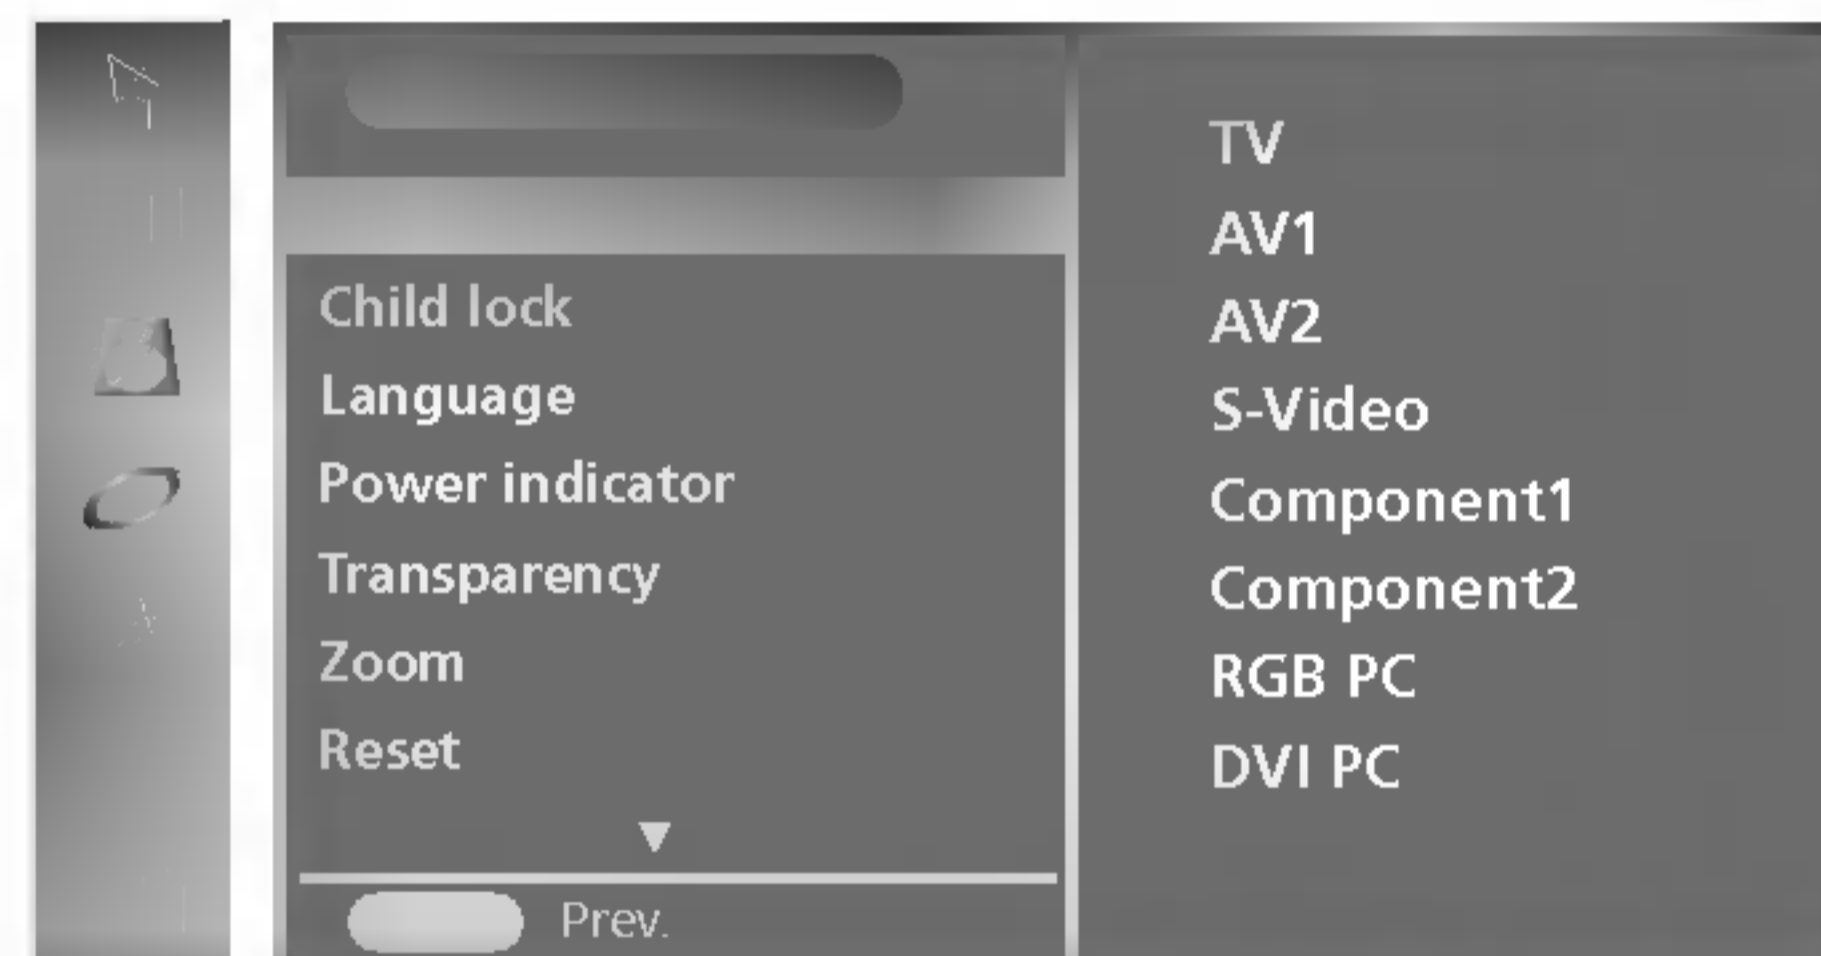 Child lock
Language
Power indicator
Transparency
Zoom
Reset
Prev.
TV
AV1
AV2
S-Video
Component1
Component2
RGB PC
DVI PC